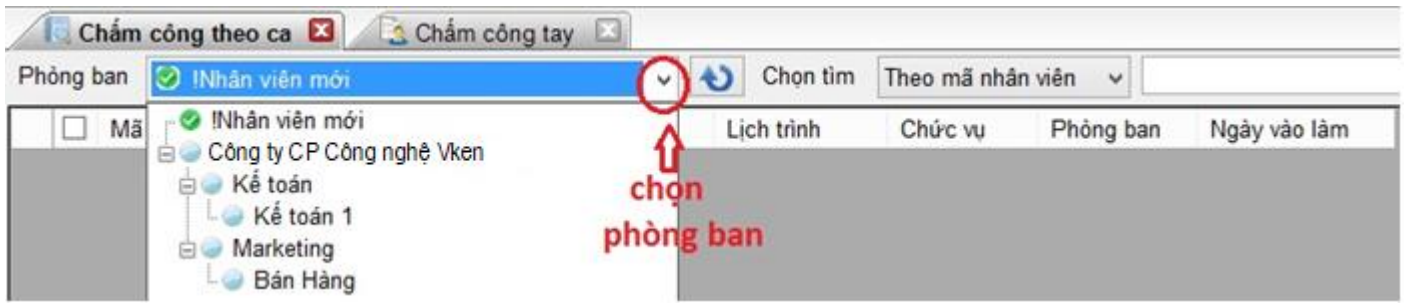 Chấm công theo ca Chấm công tay
Phòng ban !Nhân viên mới Chọn tìm Theo mã nhân viên
Mã Lịch trình Chức vụ Phòng ban Ngày vào làm
!Nhân viên mới
Công ty CP Công nghệ Vken
Kế toán
Kế toán 1
Marketing
Bán Hàng
chọn
phòng ban